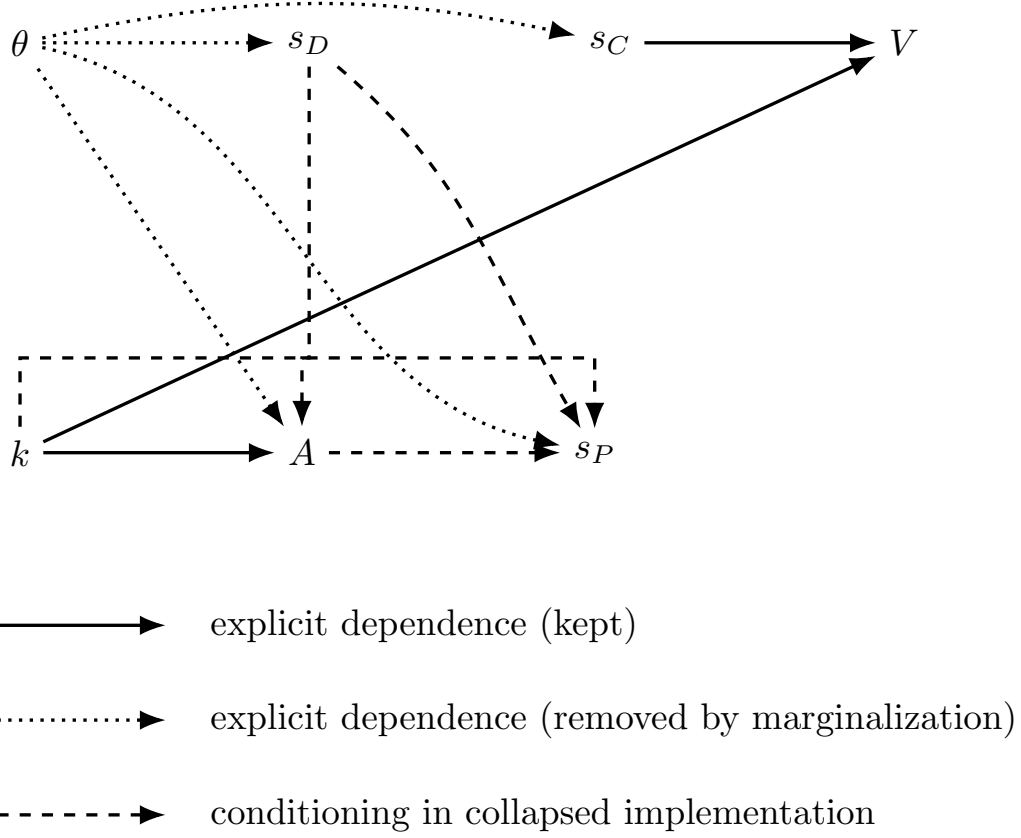 θ s_D s_C V
k A s_P
explicit dependence (kept)
explicit dependence (removed by marginalization)
conditioning in collapsed implementation